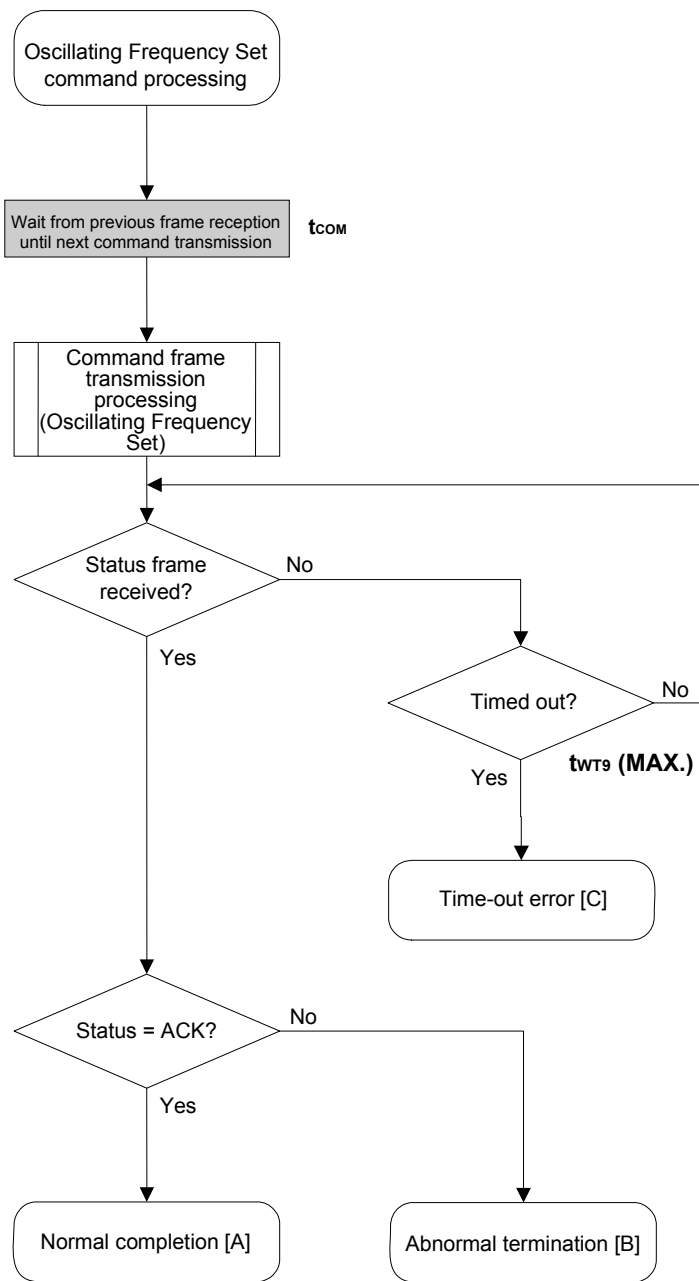 Oscillating Frequency Set
command processing
Wait from previous frame reception
until next command transmission
tCOM
Command frame
transmission
processing
(Oscillating Frequency
Set)
Status frame
received?
No
Yes
Timed out?
No
tWT9 (MAX.)
Yes
Time-out error [C]
Status = ACK?
No
Yes
Normal completion [A]
Abnormal termination [B]